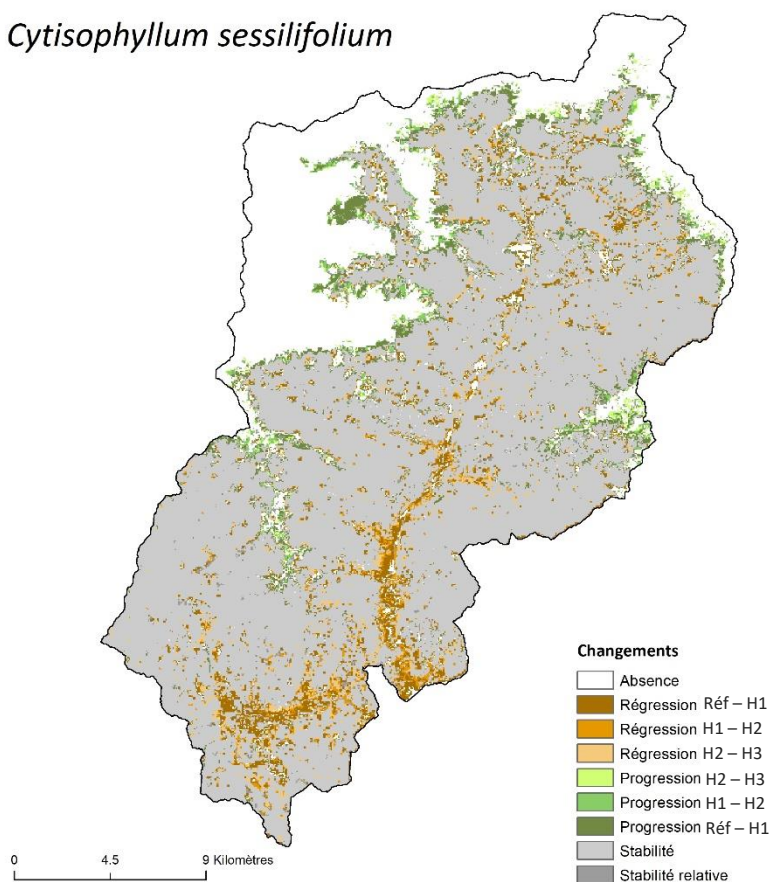 Cytisophyllum sessilifolium
Changements
Absence
Régression Réf – H1
Régression H1 – H2
Régression H2 – H3
Progression H2 – H3
Progression H1 – H2
Progression Réf – H1
Stabilité
Stabilité relative
0 4.5 9 Kilomètres